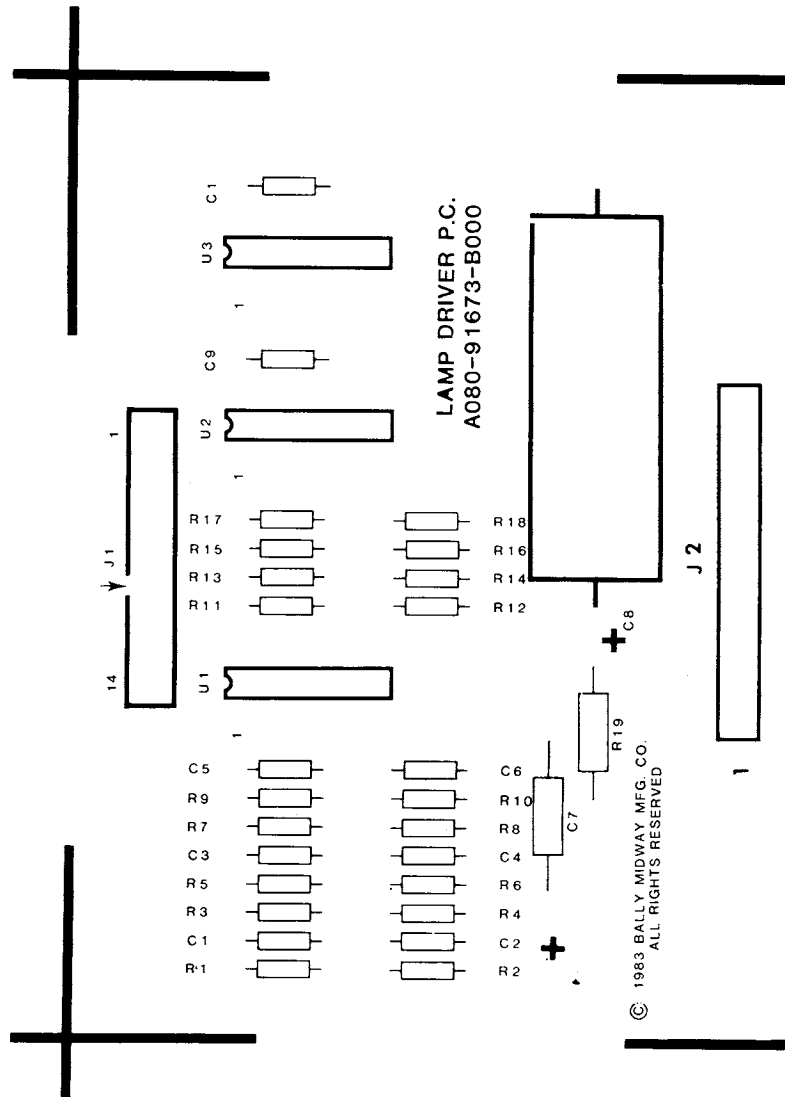 C1
U3
1
C9
U2
1
LAMP DRIVER P.C.
A080-91673-B000
1
J1
14
R17
R15
R13
R11
R18
R16
R14
R12
U1
1
C5
R9
R7
C3
R5
R3
C1
R1
C6
R10
R8
C4
R6
R4
C2
R2
C8
R19
C7
J2
1
© 1983 BALLY MIDWAY MFG. CO.
ALL RIGHTS RESERVED